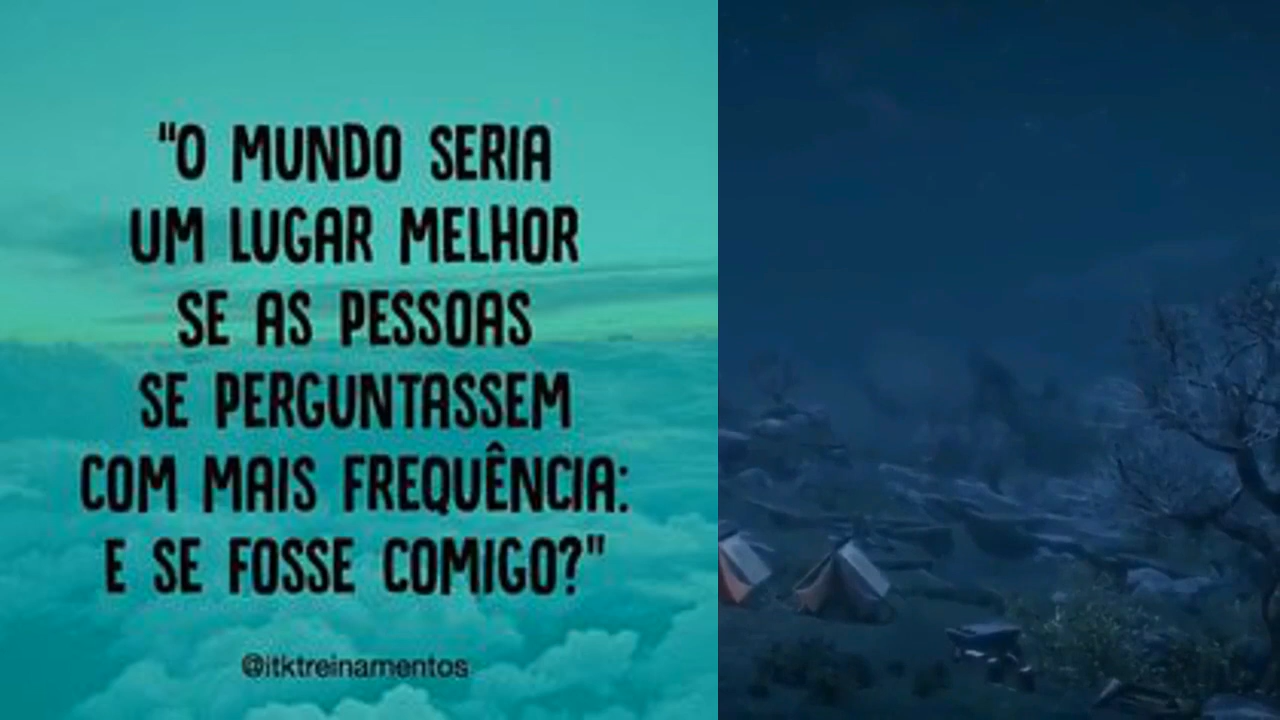 "O MUNDO SERIA
UM LUGAR MELHOR
SE AS PESSOAS
SE PERGUNTASSEM
COM MAIS FREQUÊNCIA:
E SE FOSSE COMIGO?"
@itktreinamentos